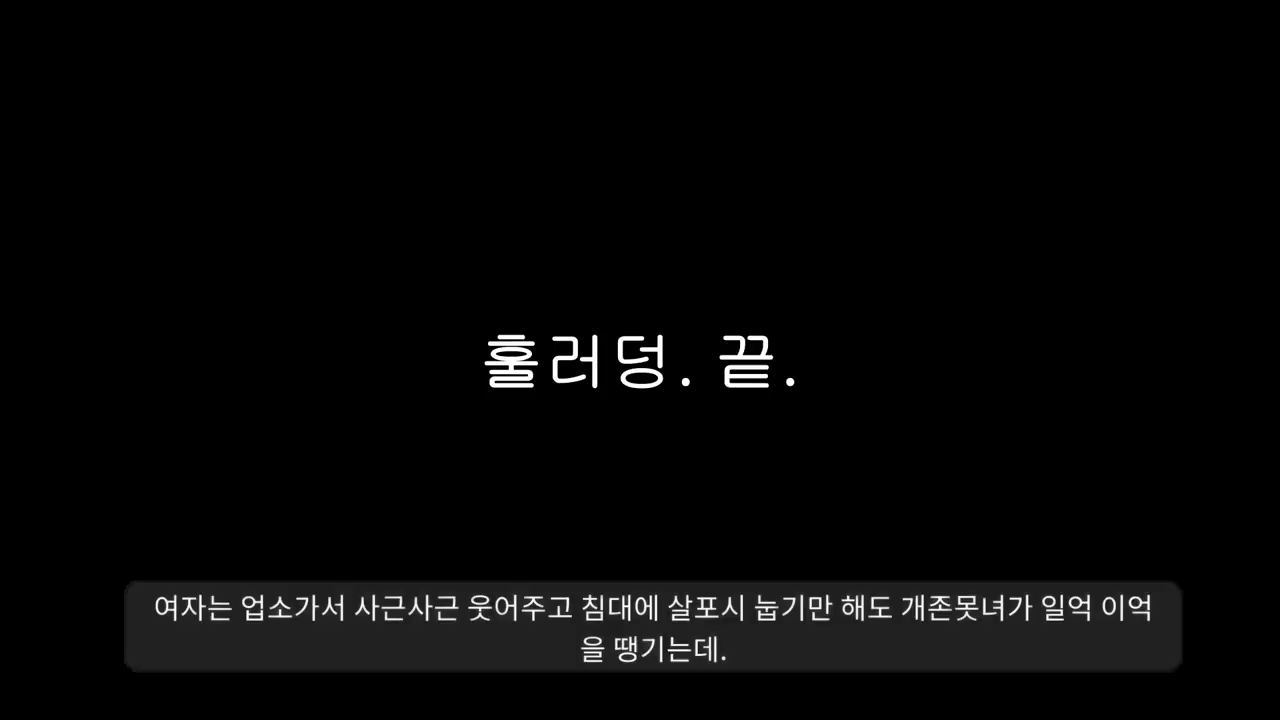 훌러덩. 끝.
여자는 업소가서 사근사근 웃어주고 침대에 살포시 눕기만 해도 개존못녀가 일억 이억
을 땡기는데.